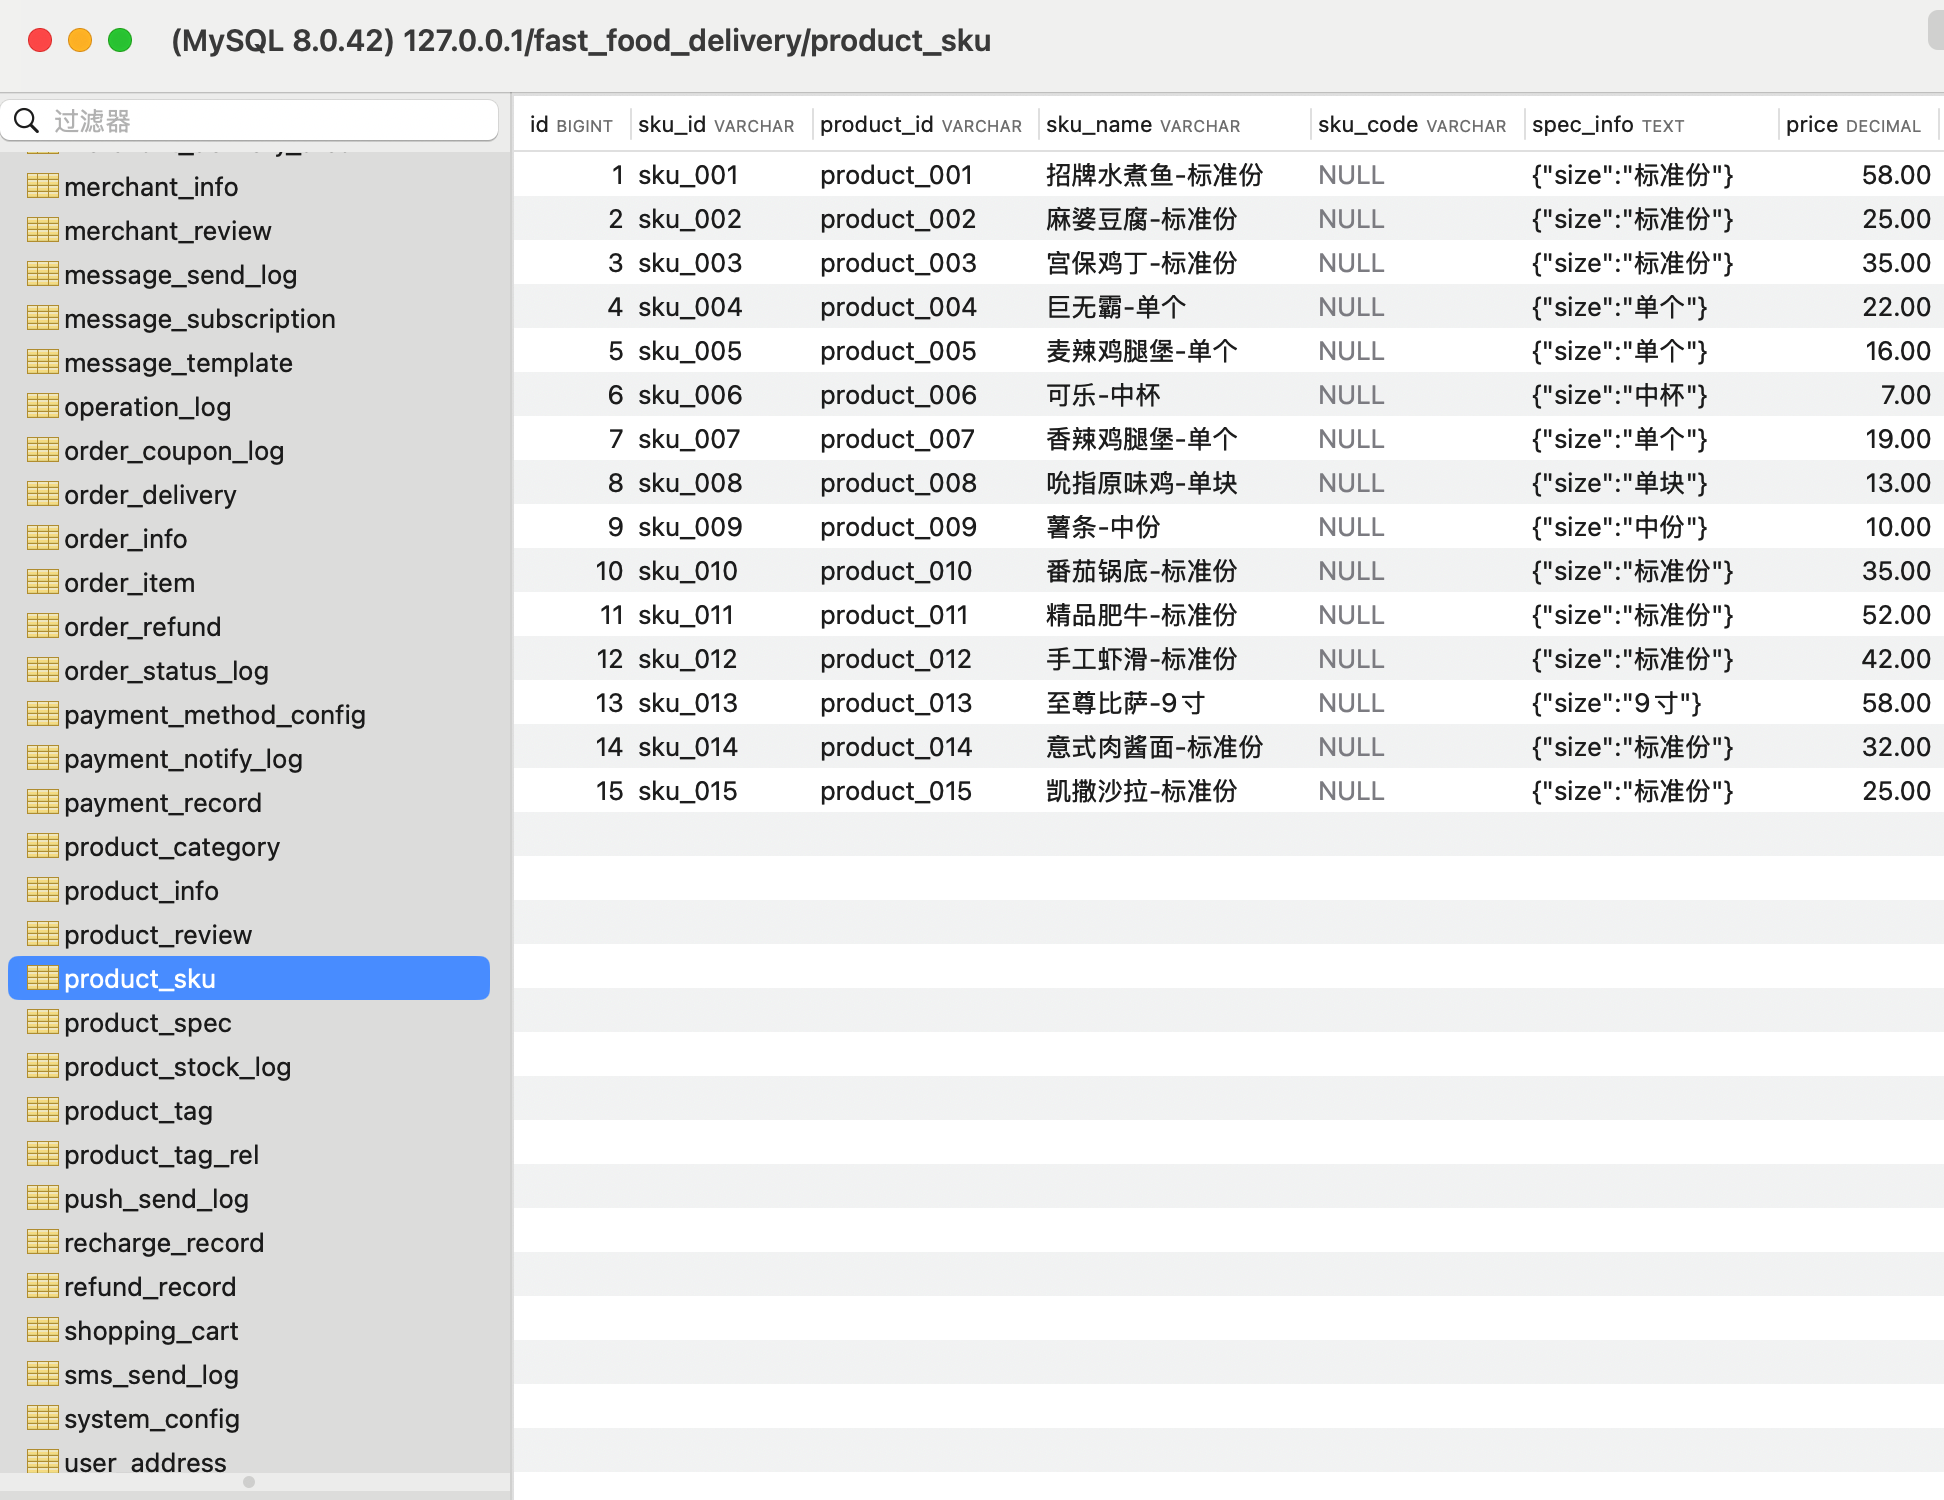 (MySQL 8.0.42) 127.0.0.1/fast_food_delivery/product_sku
过滤器
merchant_info
merchant_review
message_send_log
message_subscription
message_template
operation_log
order_coupon_log
order_delivery
order_info
order_item
order_refund
order_status_log
payment_method_config
payment_notify_log
payment_record
product_category
product_info
product_review
product_sku
product_spec
product_stock_log
product_tag
product_tag_rel
push_send_log
recharge_record
refund_record
shopping_cart
sms_send_log
system_config
user_address
id BIGINT sku_id VARCHAR product_id VARCHAR sku_name VARCHAR sku_code VARCHAR spec_info TEXT price DECIMAL
1 sku_001 product_001 招牌水煮鱼-标准份 NULL {"size":"标准份"} 58.00
2 sku_002 product_002 麻婆豆腐-标准份 NULL {"size":"标准份"} 25.00
3 sku_003 product_003 宫保鸡丁-标准份 NULL {"size":"标准份"} 35.00
4 sku_004 product_004 巨无霸-单个 NULL {"size":"单个"} 22.00
5 sku_005 product_005 麦辣鸡腿堡-单个 NULL {"size":"单个"} 16.00
6 sku_006 product_006 可乐-中杯 NULL {"size":"中杯"} 7.00
7 sku_007 product_007 香辣鸡腿堡-单个 NULL {"size":"单个"} 19.00
8 sku_008 product_008 吮指原味鸡-单块 NULL {"size":"单块"} 13.00
9 sku_009 product_009 薯条-中份 NULL {"size":"中份"} 10.00
10 sku_010 product_010 番茄锅底-标准份 NULL {"size":"标准份"} 35.00
11 sku_011 product_011 精品肥牛-标准份 NULL {"size":"标准份"} 52.00
12 sku_012 product_012 手工虾滑-标准份 NULL {"size":"标准份"} 42.00
13 sku_013 product_013 至尊比萨-9寸 NULL {"size":"9寸"} 58.00
14 sku_014 product_014 意式肉酱面-标准份 NULL {"size":"标准份"} 32.00
15 sku_015 product_015 凯撒沙拉-标准份 NULL {"size":"标准份"} 25.00